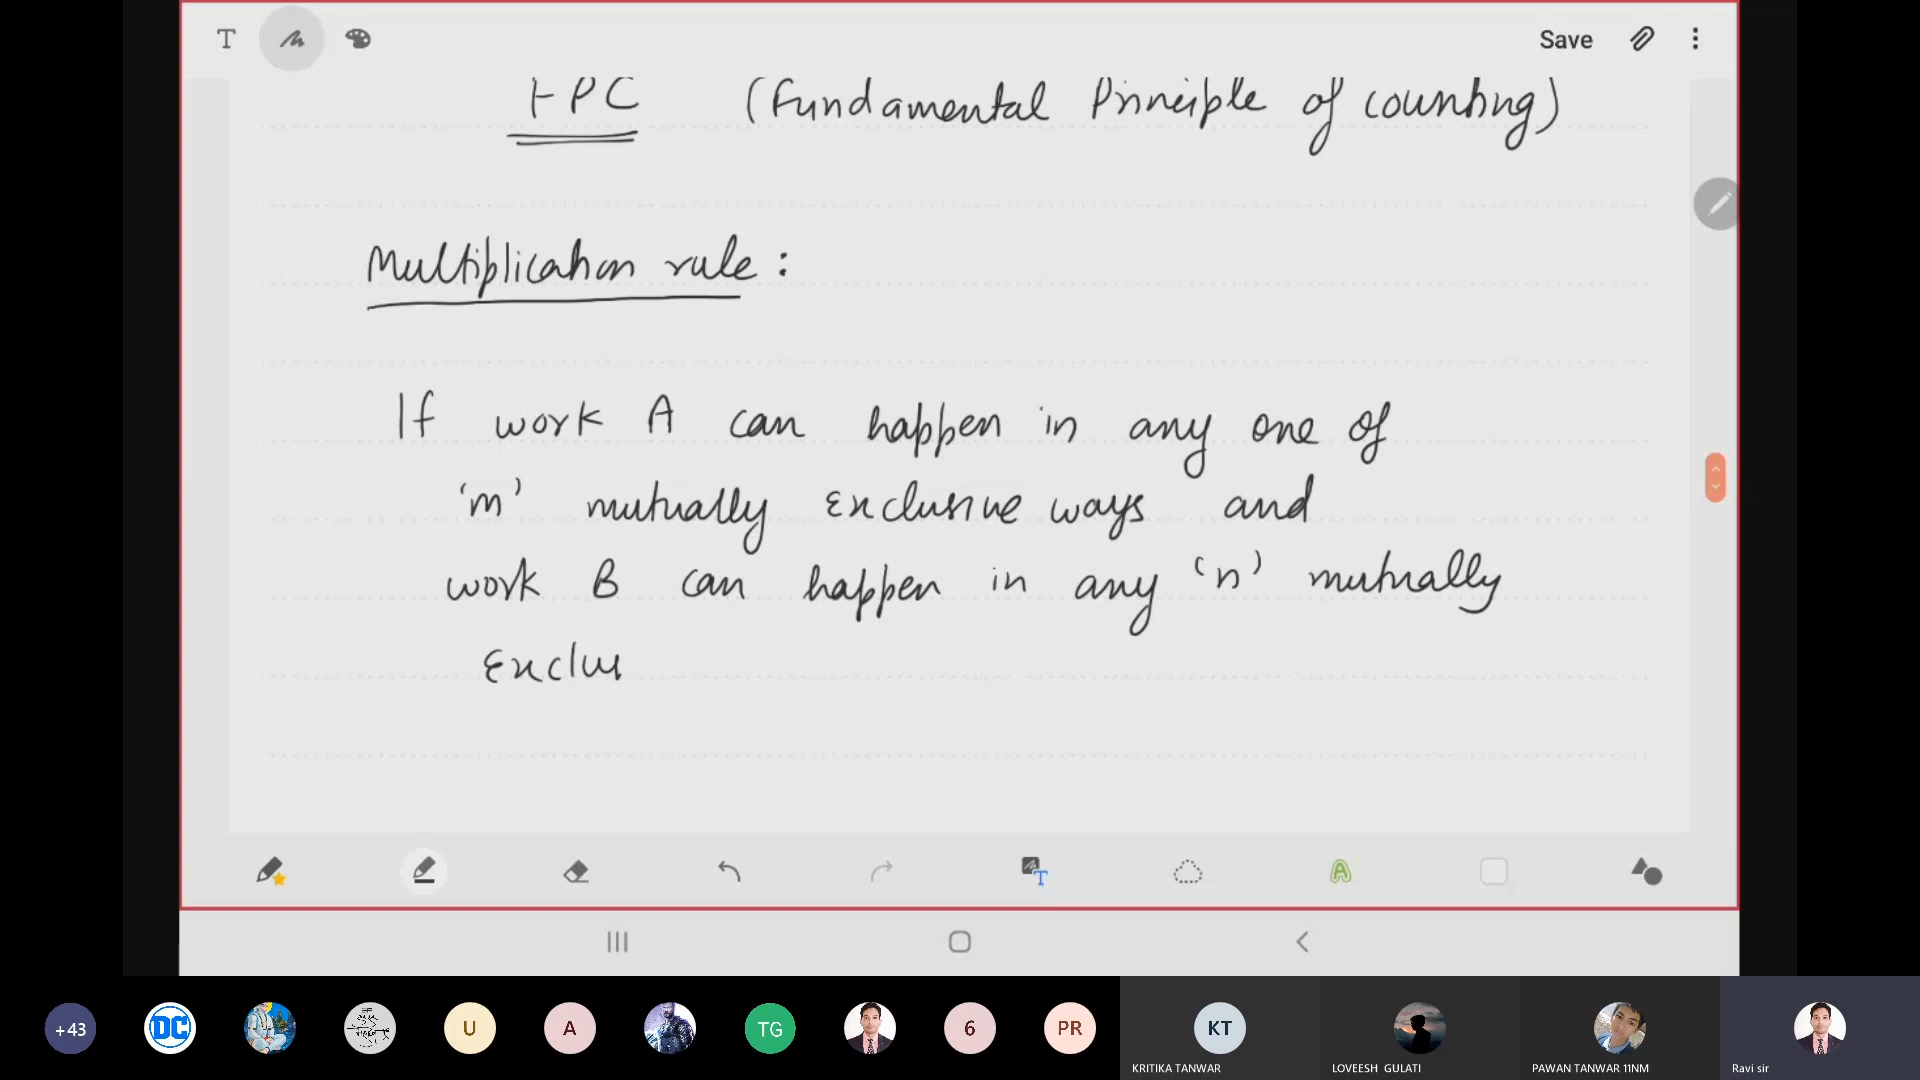 T Save
FPC (Fundamental Principle of counting)
Multiplication rule :
If work A can happen in any one of
'm' mutually exclusive ways and
work B can happen in any 'n' mutually
exclus
A
T
+43 DC U A TG 6 PR KT
KRITIKA TANWAR LOVEESH GULATI PAWAN TANWAR 11NM Ravi sir